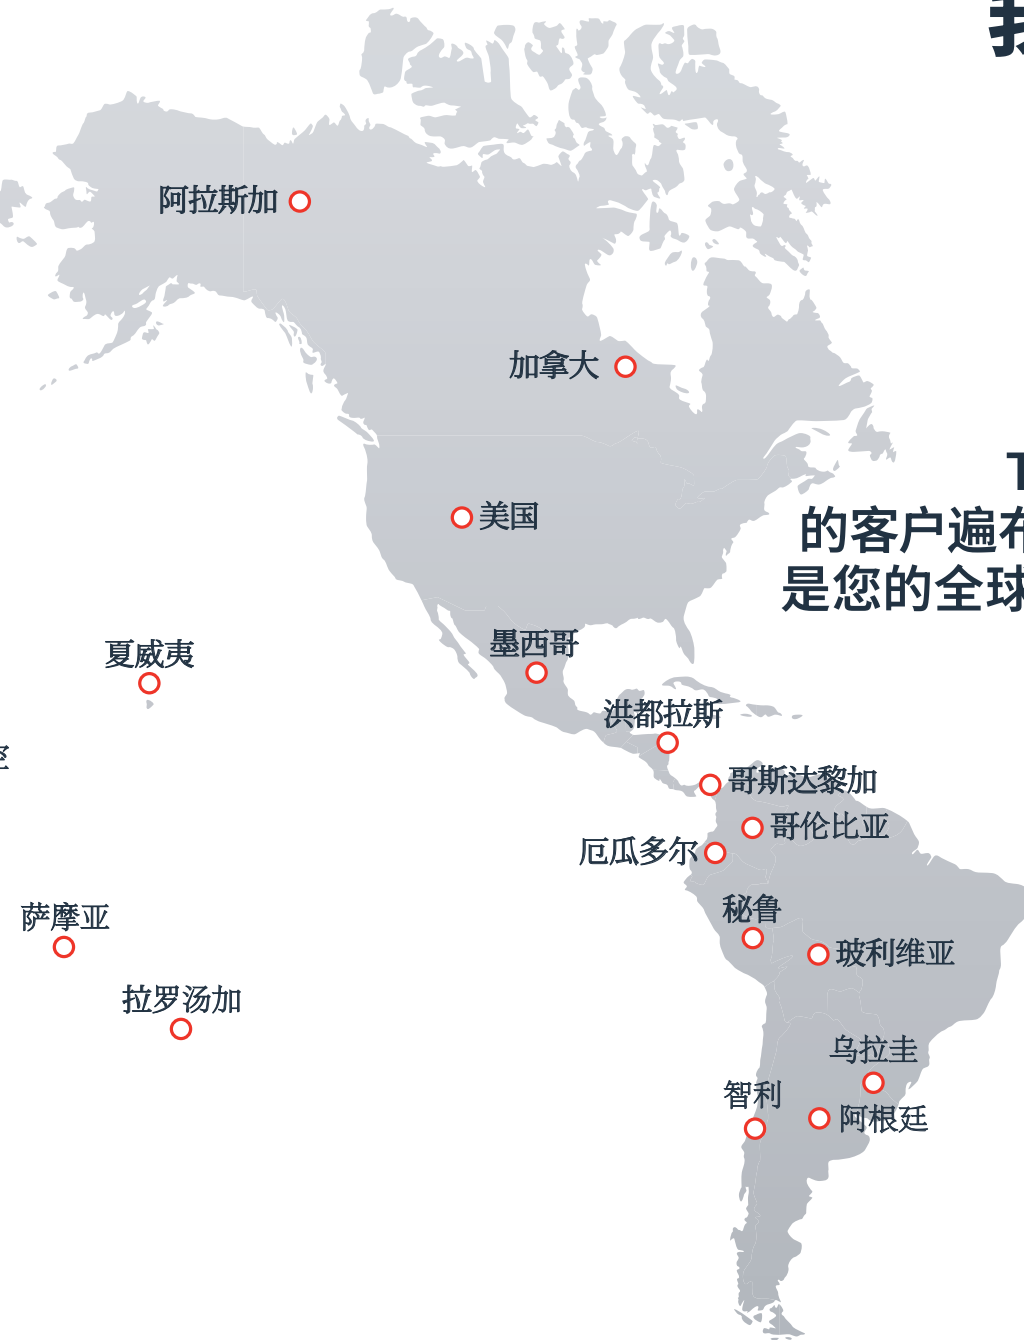 阿拉斯加
加拿大
T
的客户遍布
美国
是您的全球
墨西哥
夏威夷
洪都拉斯
哥斯达黎加
哥伦比亚
厄瓜多尔
秘鲁
萨摩亚
玻利维亚
拉罗汤加
乌拉圭
智利
阿根廷